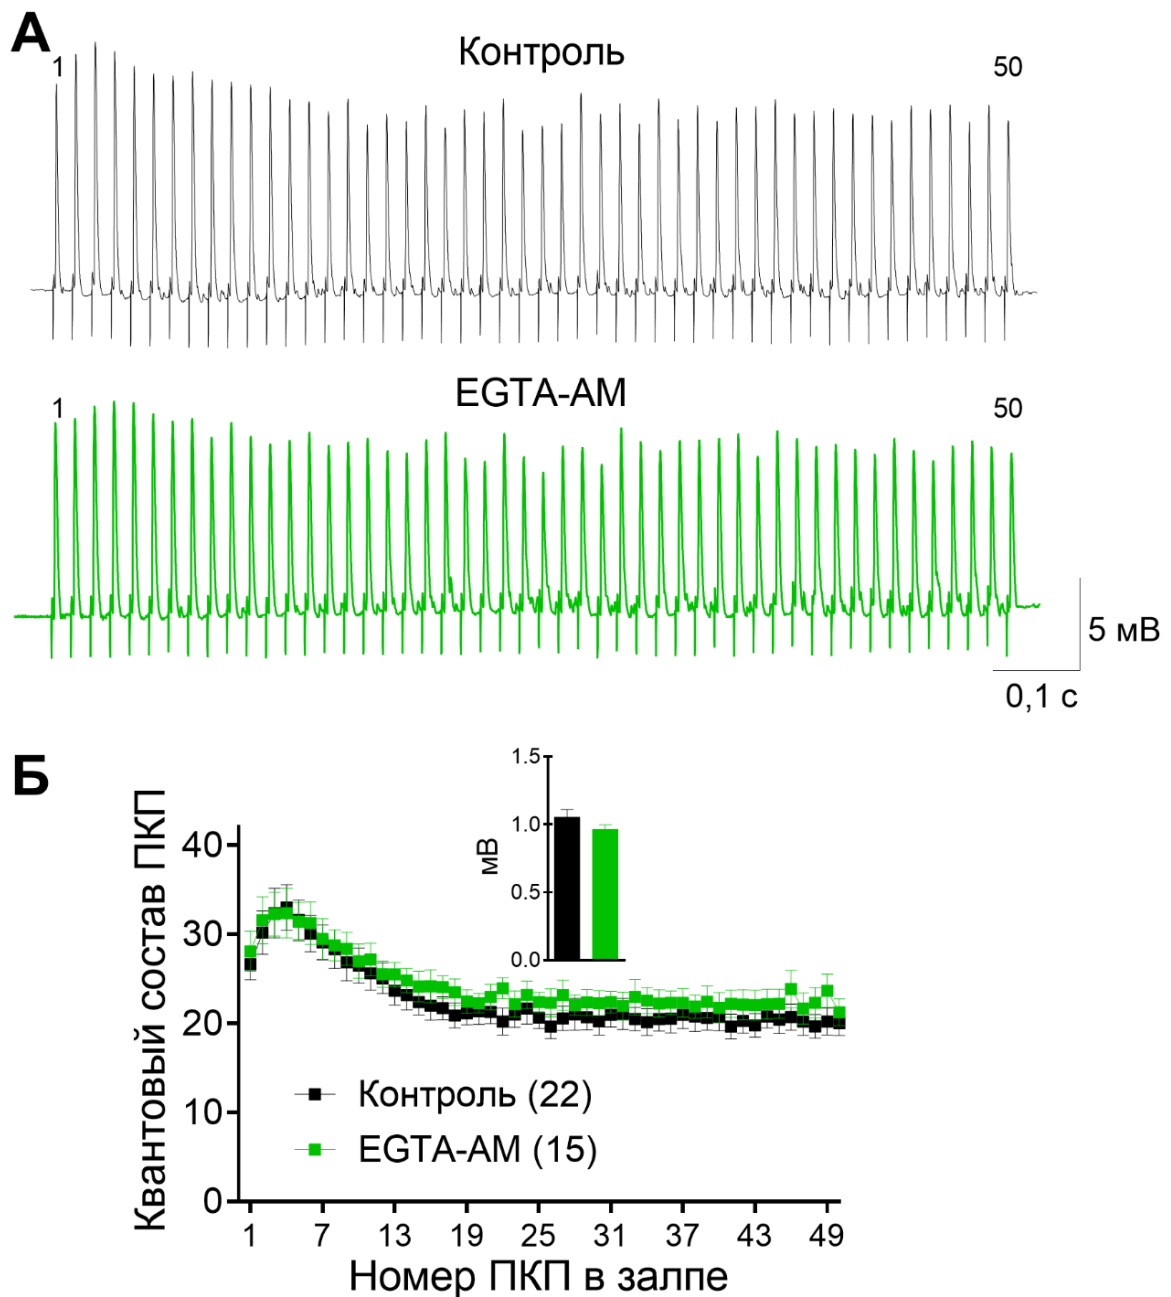 А
Контроль
1
50
EGTA-AM
1
50
5 мВ
0,1 с
Б
Квантовый состав ПКП
40
30
20
10
0
мВ
1.5
1.0
0.5
0.0
Контроль (22)
EGTA-AM (15)
1 7 13 19 25 31 37 43 49
Номер ПКП в залпе